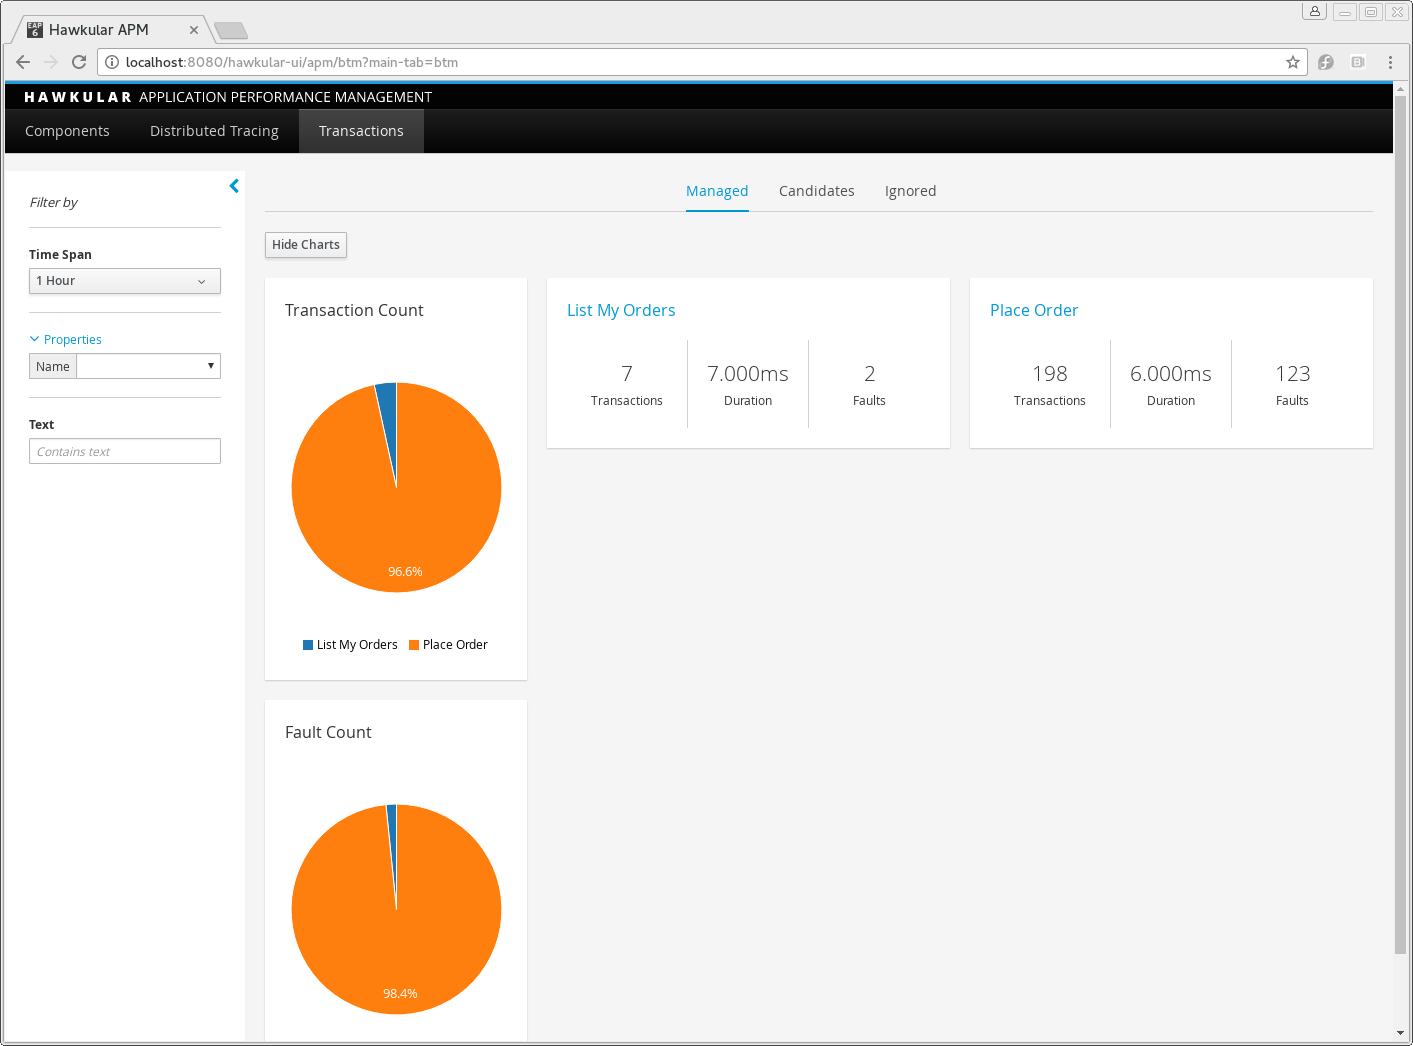 EAP
6
Hawkular APM
localhost:8080/hawkular-ui/apm/btm?main-tab=btm
HAWKULAR APPLICATION PERFORMANCE MANAGEMENT
Components Distributed Tracing Transactions
Filter by
Time Span
1 Hour
Properties
Name
Text
Contains text
Managed Candidates Ignored
Hide Charts
Transaction Count
96.6%
List My Orders Place Order
List My Orders
7 7.000ms 2
Transactions Duration Faults
Place Order
198 6.000ms 123
Transactions Duration Faults
Fault Count
98.4%